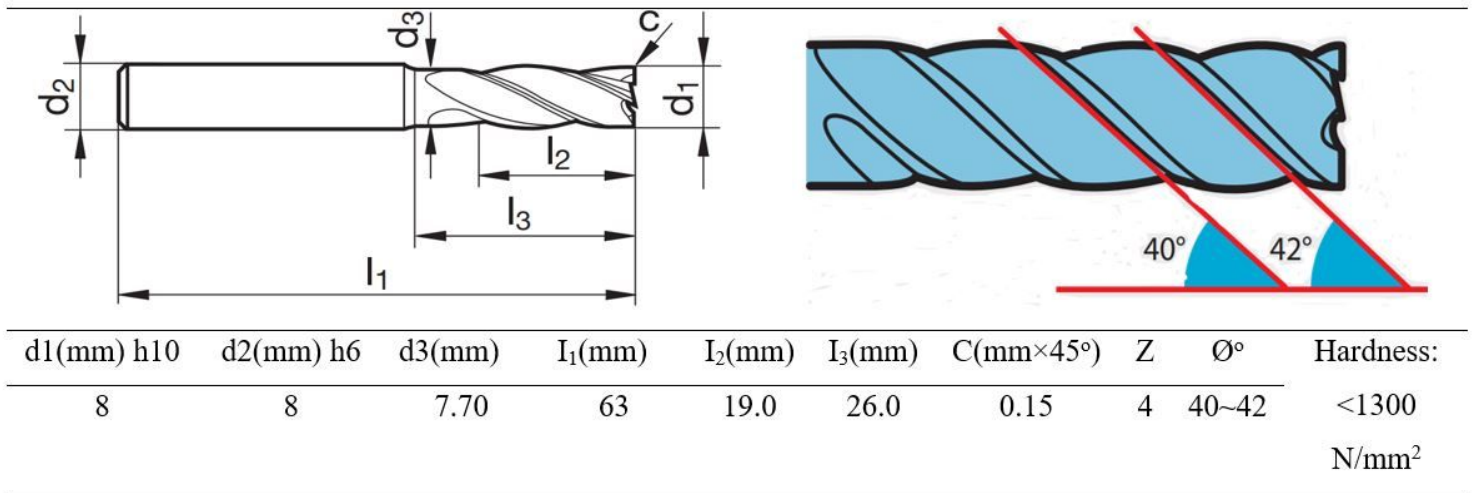 d3
C
d2
d1
l2
l3
l1
40° 42°
d1(mm) h10 d2(mm) h6 d3(mm) I1(mm) I2(mm) I3(mm) C(mm×45o) Z Øo Hardness:
8 8 7.70 63 19.0 26.0 0.15 4 40~42 <1300
N/mm2